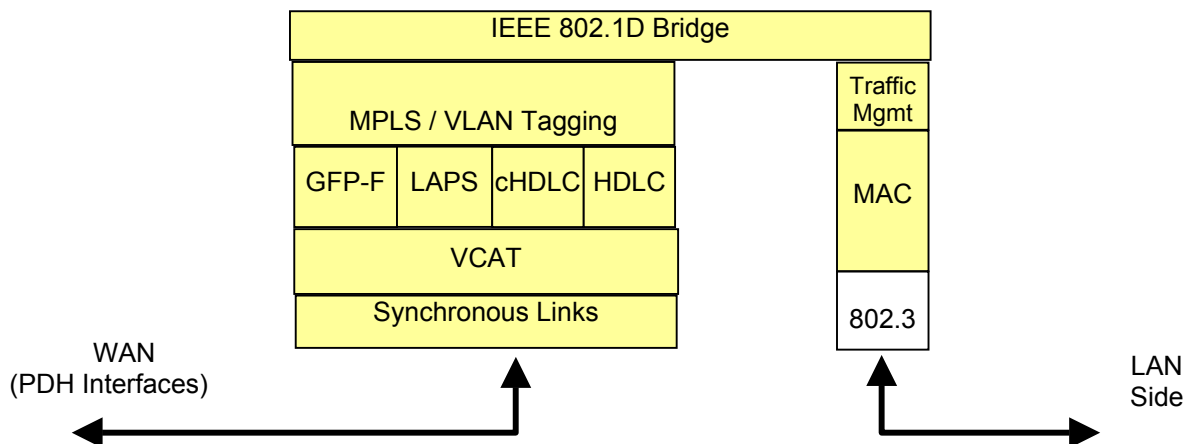 IEEE 802.1D Bridge
Traffic
Mgmt
MPLS / VLAN Tagging
GFP-F LAPS cHDLC HDLC
MAC
VCAT
Synchronous Links
802.3
WAN
(PDH Interfaces)
LAN
Side